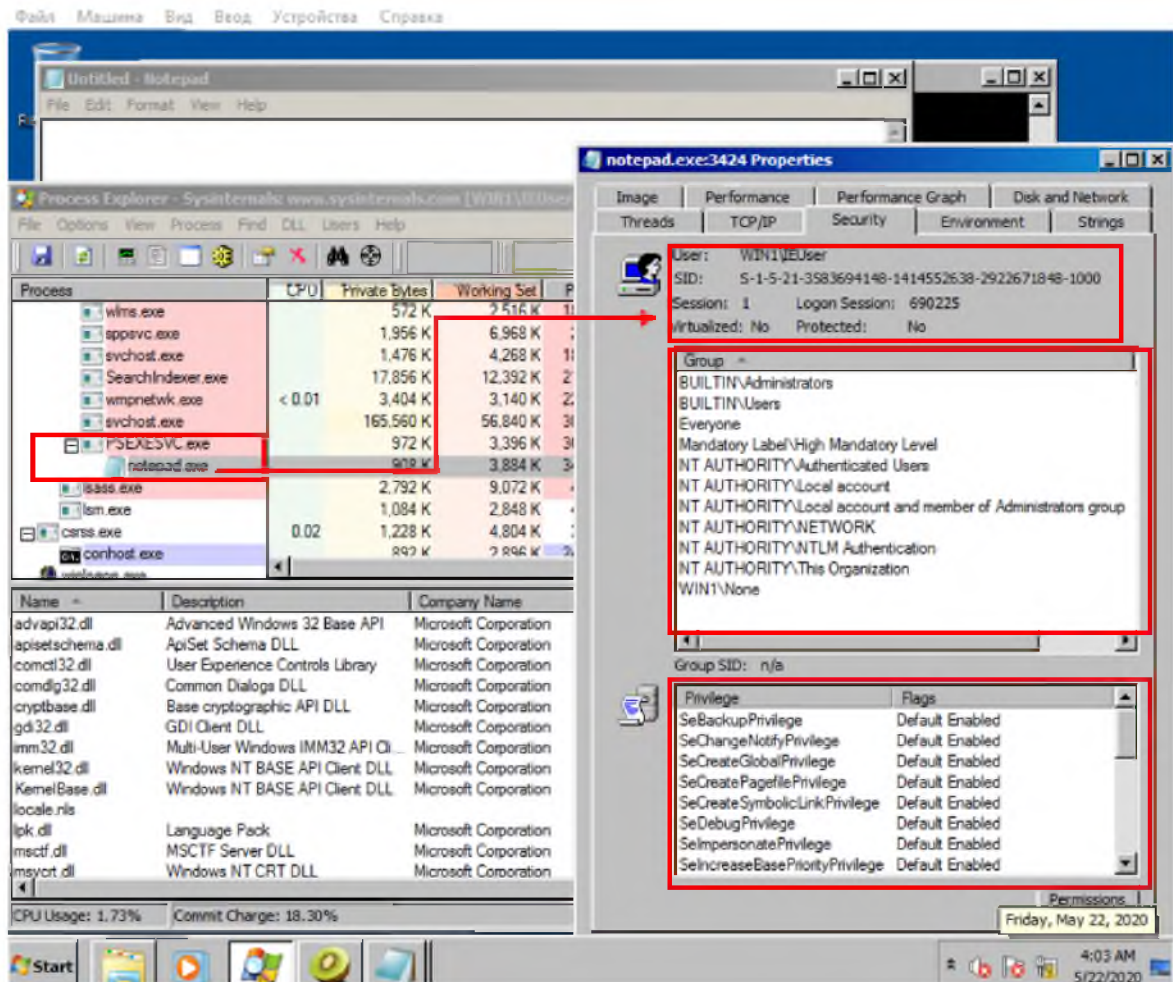 Файл Машина Вид Ввод Устройства Справка
Untitled - Notepad
File Edit Format View Help
notepad.exe:3424 Properties
Process Explorer - Sysinternals: www.sysinternals.com [WIN1\IEUser
File Options View Process Find DLL Users Help
Image Performance Performance Graph Disk and Network
Threads TCP/IP Security Environment Strings
User: WIN1\IEUser
SID: S-1-5-21-3583694148-1414552638-2922671848-1000
Session: 1 Logon Session: 690225
Virtualized: No Protected: No
Process CPU Private Bytes Working Set P
wlms.exe 572 K 2,516 K
sppsvc.exe 1,956 K 6,968 K
svchost.exe 1,476 K 4,268 K
SearchIndexer.exe 17,856 K 12,392 K
wmpnetwk.exe < 0.01 3,404 K 3,140 K
svchost.exe 165,560 K 56,840 K
PSEXESVC.exe 972 K 3,396 K
notepad.exe 908 K 3,884 K
lsass.exe 2,792 K 9,072 K
lsm.exe 1,084 K 2,848 K
csrss.exe 0.02 1,228 K 4,804 K
conhost.exe 892 K 2,896 K
winlogon.exe
Group
BUILTIN\Administrators
BUILTIN\Users
Everyone
Mandatory Label\High Mandatory Level
NT AUTHORITY\Authenticated Users
NT AUTHORITY\Local account
NT AUTHORITY\Local account and member of Administrators group
NT AUTHORITY\NETWORK
NT AUTHORITY\NTLM Authentication
NT AUTHORITY\This Organization
WIN1\None
Group SID: n/a
Name Description Company Name
advapi32.dll Advanced Windows 32 Base API Microsoft Corporation
apisetschema.dll ApiSet Schema DLL Microsoft Corporation
comctl32.dll User Experience Controls Library Microsoft Corporation
comdlg32.dll Common Dialogs DLL Microsoft Corporation
cryptbase.dll Base cryptographic API DLL Microsoft Corporation
gdi32.dll GDI Client DLL Microsoft Corporation
imm32.dll Multi-User Windows IMM32 API Cli... Microsoft Corporation
kernel32.dll Windows NT BASE API Client DLL Microsoft Corporation
KernelBase.dll Windows NT BASE API Client DLL Microsoft Corporation
locale.nls
lpk.dll Language Pack Microsoft Corporation
msctf.dll MSCTF Server DLL Microsoft Corporation
msvcrt.dll Windows NT CRT DLL Microsoft Corporation
Privilege Flags
SeBackupPrivilege Default Enabled
SeChangeNotifyPrivilege Default Enabled
SeCreateGlobalPrivilege Default Enabled
SeCreatePagefilePrivilege Default Enabled
SeCreateSymbolicLinkPrivilege Default Enabled
SeDebugPrivilege Default Enabled
SeImpersonatePrivilege Default Enabled
SeIncreaseBasePriorityPrivilege Default Enabled
Permissions
CPU Usage: 1.73% Commit Charge: 18.30%
Friday, May 22, 2020
Start
4:03 AM
5/22/2020